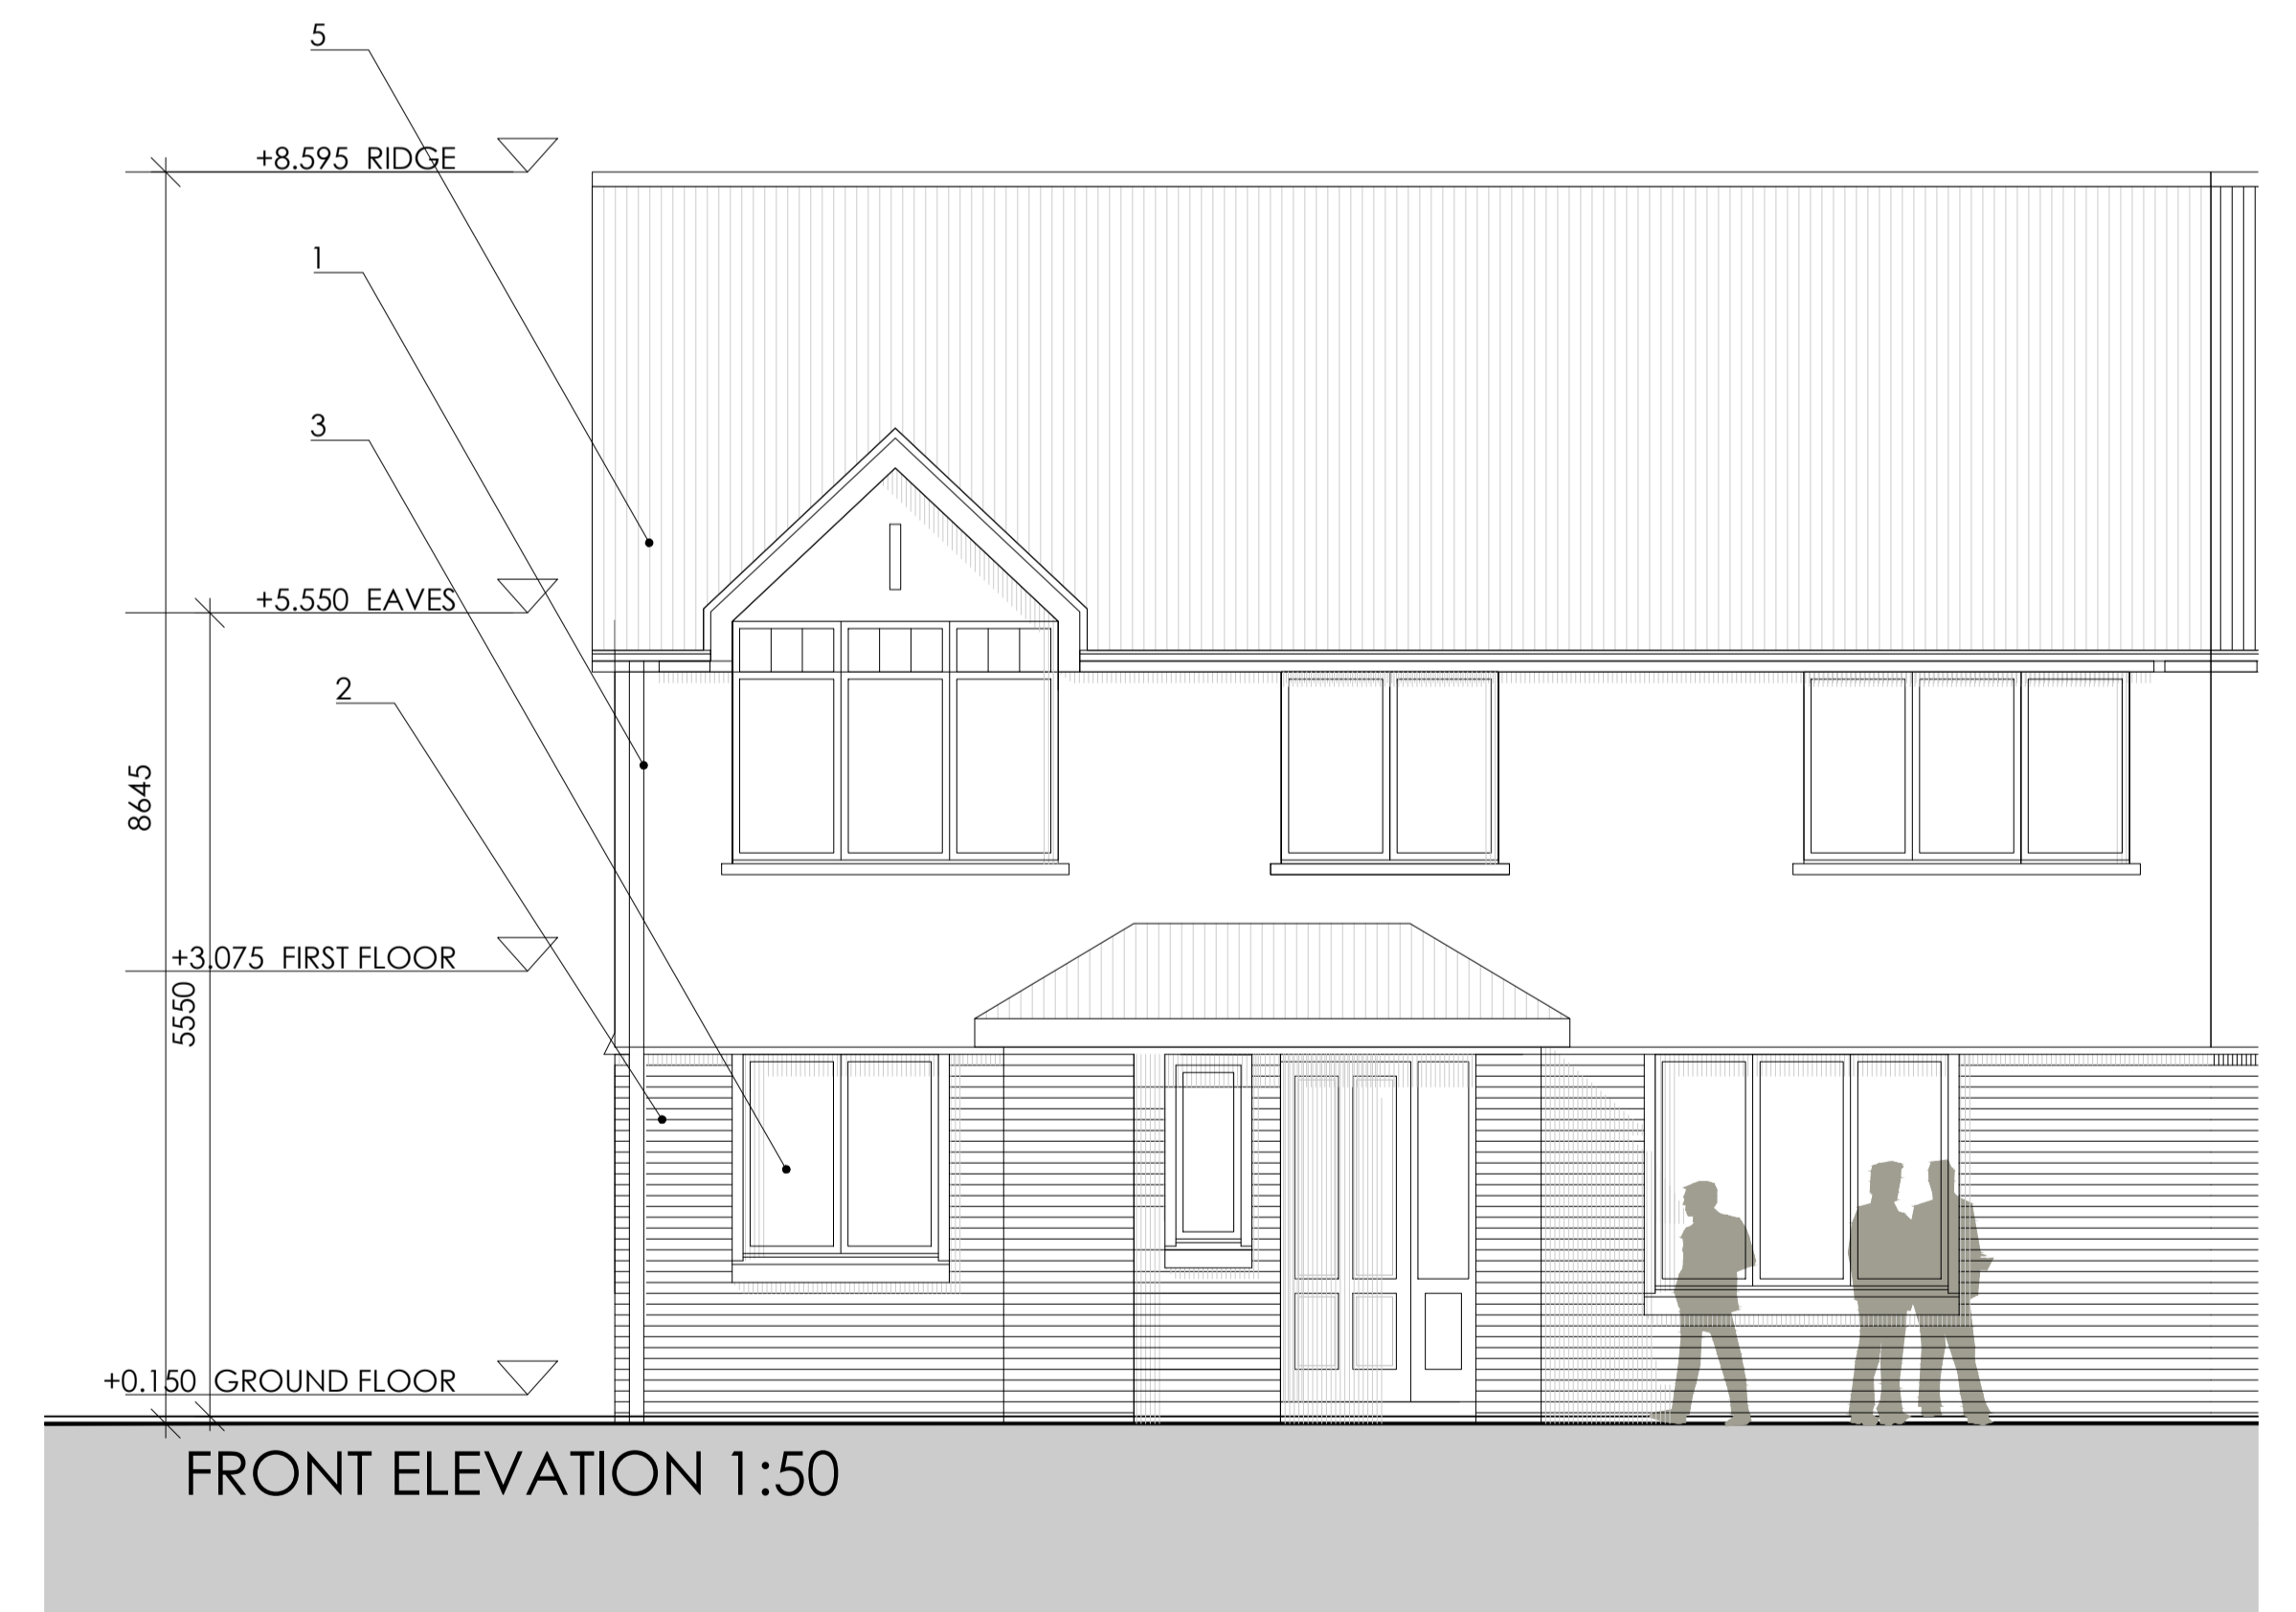 5
+8.595 RIDGE
1
3
+5.550 EAVES
2
8645
+3.075 FIRST FLOOR
5550
+0.150 GROUND FLOOR
FRONT ELEVATION 1:50